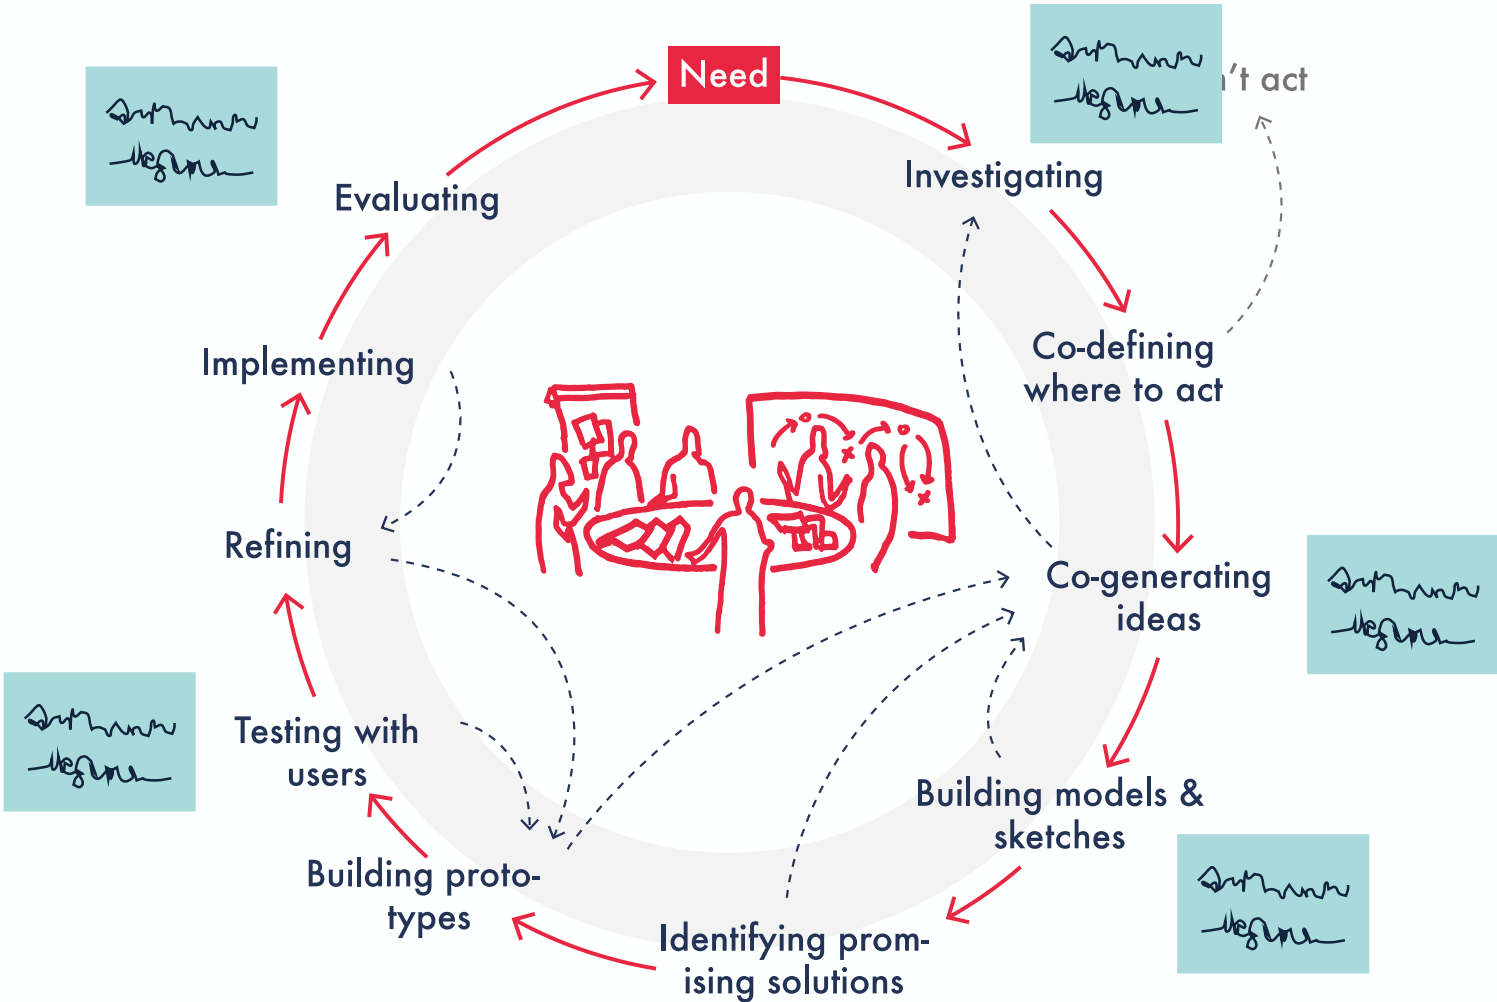 Need
't act
Investigating
Evaluating
Co-defining
where to act
Implementing
Refining
Co-generating
ideas
Testing with
users
Building models &
sketches
Building proto-
types
Identifying prom-
ising solutions